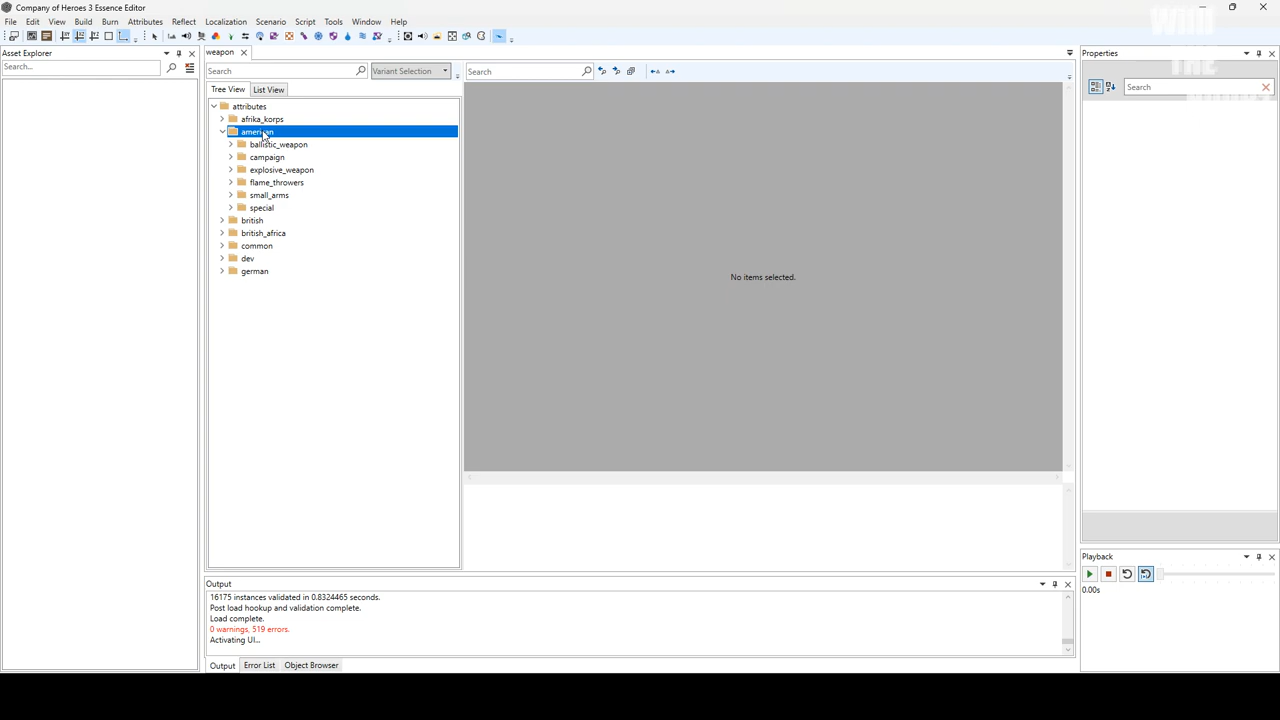 Company of Heroes 3 Essence Editor
File Edit View Build Burn Attributes Reflect Localization Scenario Script Tools Window Help
Asset Explorer
Search...
weapon
Search
Variant Selection
Search
Tree View
List View
attributes
afrika_korps
american
ballistic_weapon
campaign
explosive_weapon
flame_throwers
small_arms
special
british
british_africa
common
dev
german
No items selected.
Properties
Search
Playback
0.00s
Output
16175 instances validated in 0.8324465 seconds.
Post load hookup and validation complete.
Load complete.
0 warnings, 519 errors.
Activating UI...
Output
Error List
Object Browser
THE